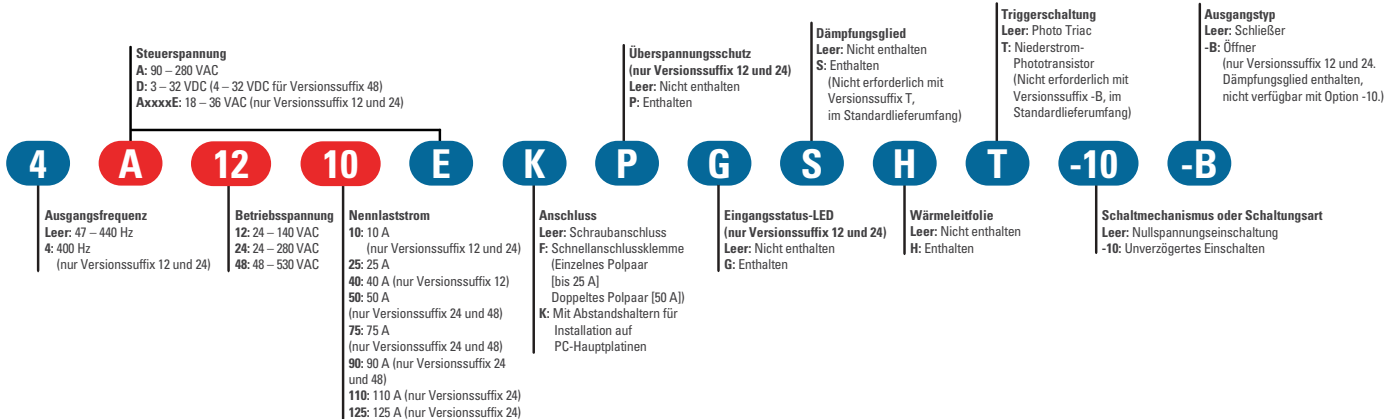 Steuerspannung
A: 90 – 280 VAC
D: 3 – 32 VDC (4 – 32 VDC für Versionssuffix 48)
AxxxxE: 18 – 36 VAC (nur Versionssuffix 12 und 24)
Überspannungsschutz
(nur Versionssuffix 12 und 24)
Leer: Nicht enthalten
P: Enthalten
Dämpfungsglied
Leer: Nicht enthalten
S: Enthalten
(Nicht erforderlich mit
Versionssuffix T,
im Standardlieferumfang)
Triggerschaltung
Leer: Photo Triac
T: Niederstrom-
Phototransistor
(Nicht erforderlich mit
Versionssuffix -B, im
Standardlieferumfang)
Ausgangstyp
Leer: Schließer
-B: Öffner
(nur Versionssuffix 12 und 24.
Dämpfungsglied enthalten,
nicht verfügbar mit Option -10.)
4 A 12 10 E K P G S H T -10 -B
Ausgangsfrequenz
Leer: 47 – 440 Hz
4: 400 Hz
(nur Versionssuffix 12 und 24)
Betriebsspannung
12: 24 – 140 VAC
24: 24 – 280 VAC
48: 48 – 530 VAC
Nennlaststrom
10: 10 A
(nur Versionssuffix 12 und 24)
25: 25 A
40: 40 A (nur Versionssuffix 12)
50: 50 A
(nur Versionssuffix 24 und 48)
75: 75 A
(nur Versionssuffix 24 und 48)
90: 90 A (nur Versionssuffix 24
und 48)
110: 110 A (nur Versionssuffix 24)
125: 125 A (nur Versionssuffix 24)
Anschluss
Leer: Schraubanschluss
F: Schnellanschlussklemme
(Einzelnes Polpaar
[bis 25 A]
Doppeltes Polpaar [50 A])
K: Mit Abstandshaltern für
Installation auf
PC-Hauptplatinen
Eingangsstatus-LED
(nur Versionssuffix 12 und 24)
Leer: Nicht enthalten
G: Enthalten
Wärmeleitfolie
Leer: Nicht enthalten
H: Enthalten
Schaltmechanismus oder Schaltungsart
Leer: Nullspannungseinschaltung
-10: Unverzögertes Einschalten